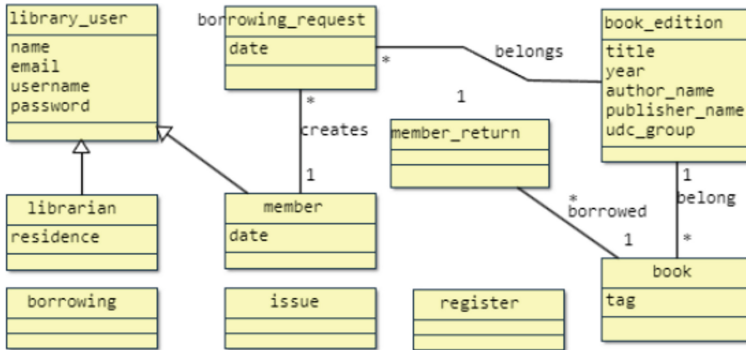 library_user
name
email
username
password
borrowing_request
date
book_edition
title
year
author_name
publisher_name
udc_group
*
belongs
1
*
creates
1
member_return
1
belong
*
*
borrowed
1
librarian
residence
member
date
book
tag
borrowing
issue
register